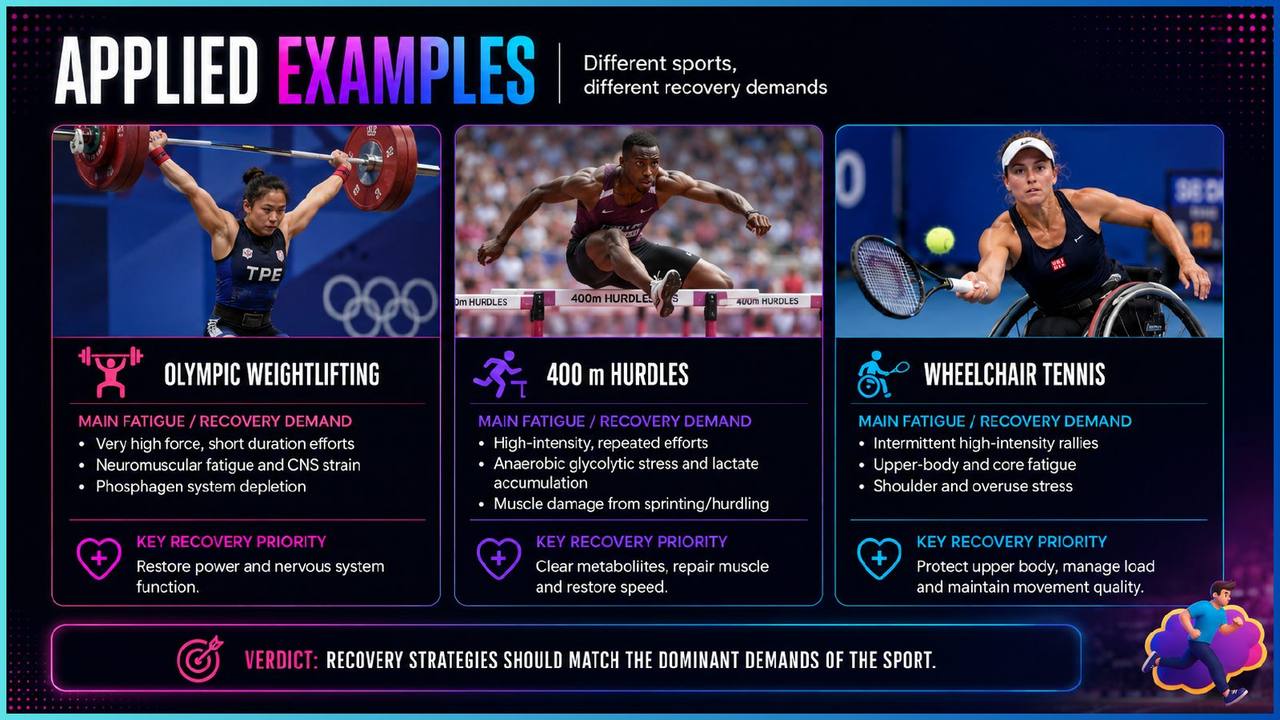 APPLIED EXAMPLES
Different sports,
different recovery demands
TPE
400m HURDLES
400m HURDLES
OLYMPIC WEIGHTLIFTING
MAIN FATIGUE / RECOVERY DEMAND
• Very high force, short duration efforts
• Neuromuscular fatigue and CNS strain
• Phosphagen system depletion
KEY RECOVERY PRIORITY
Restore power and nervous system
function.
400 m HURDLES
MAIN FATIGUE / RECOVERY DEMAND
• High-intensity, repeated efforts
• Anaerobic glycolytic stress and lactate
accumulation
• Muscle damage from sprinting/hurdling
KEY RECOVERY PRIORITY
Clear metaboliites, repair muscle
and restore speed.
WHEELCHAIR TENNIS
MAIN FATIGUE / RECOVERY DEMAND
• Intermittent high-intensity rallies
• Upper-body and core fatigue
• Shoulder and overuse stress
KEY RECOVERY PRIORITY
Protect upper body, manage load
and maintain movement quality.
VERDICT: RECOVERY STRATEGIES SHOULD MATCH THE DOMINANT DEMANDS OF THE SPORT.